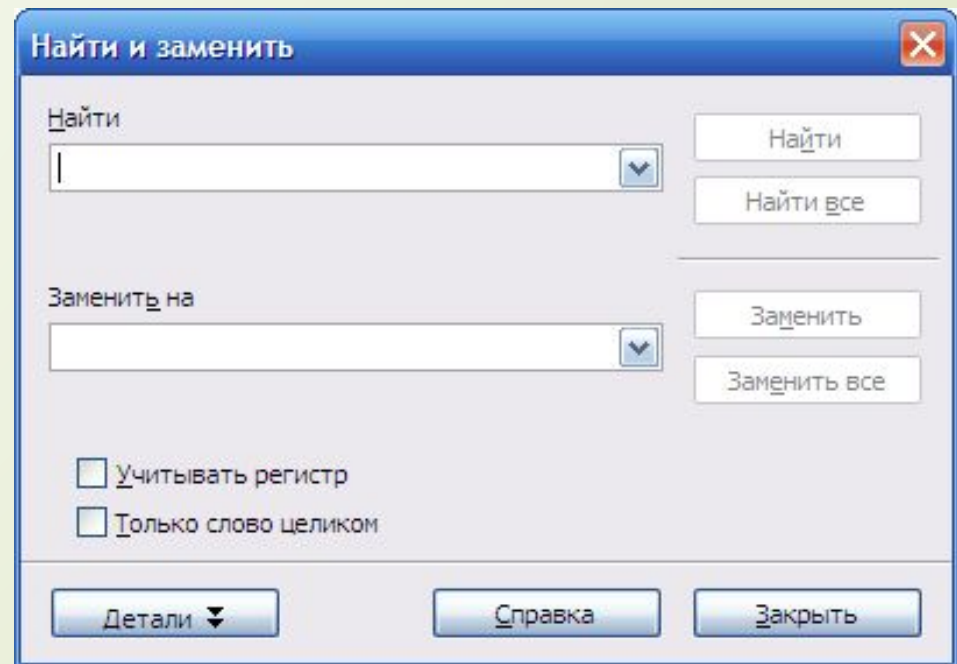 Найти и заменить
Найти
Найти
Найти все
Заменить на
Заменить
Заменить все
Учитывать регистр
Только слово целиком
Детали
Справка
Закрыть